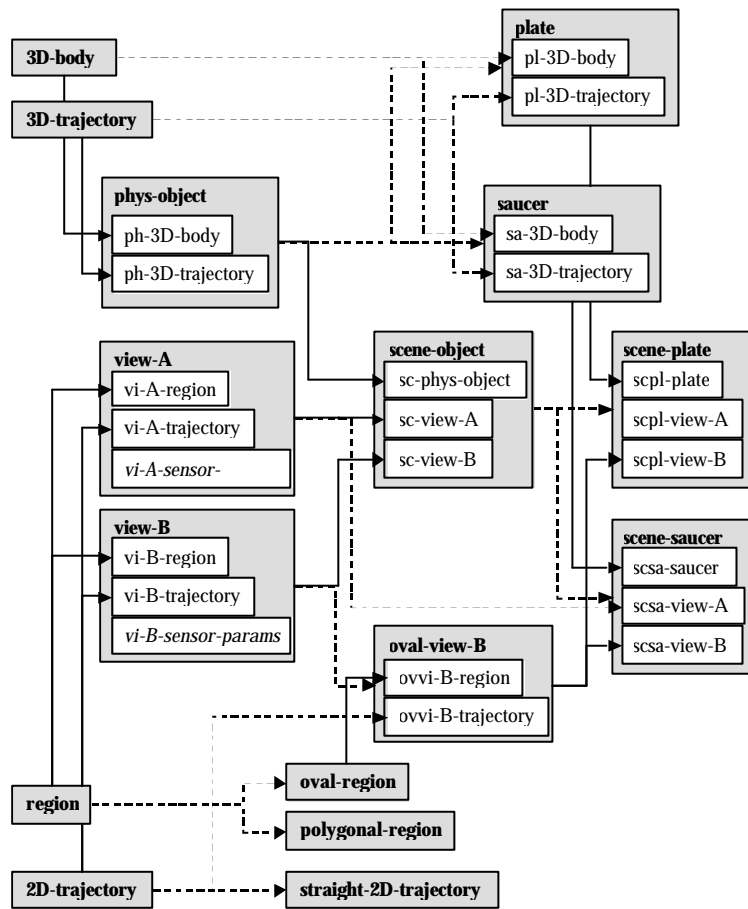 plate
3D-body
pl-3D-body
pl-3D-trajectory
3D-trajectory
phys-object
ph-3D-body
ph-3D-trajectory
saucer
sa-3D-body
sa-3D-trajectory
view-A
vi-A-region
vi-A-trajectory
vi-A-sensor-
scene-object
sc-phys-object
sc-view-A
sc-view-B
scene-plate
scpl-plate
scpl-view-A
scpl-view-B
view-B
vi-B-region
vi-B-trajectory
vi-B-sensor-params
scene-saucer
scsa-saucer
scsa-view-A
scsa-view-B
oval-view-B
ovvi-B-region
ovvi-B-trajectory
region
oval-region
polygonal-region
2D-trajectory
straight-2D-trajectory